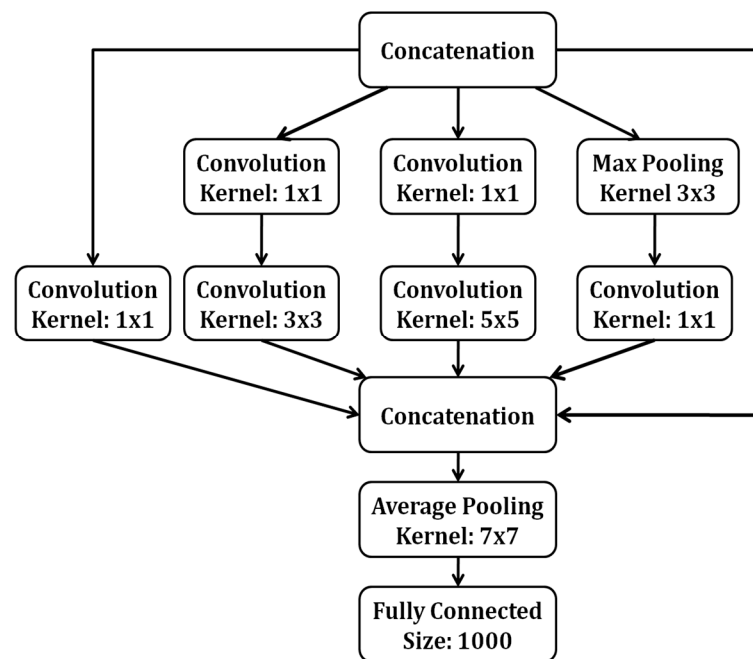 Concatenation
Convolution
Kernel: 1x1
Convolution
Kernel: 1x1
Max Pooling
Kernel 3x3
Convolution
Kernel: 1x1
Convolution
Kernel: 3x3
Convolution
Kernel: 5x5
Convolution
Kernel: 1x1
Concatenation
Average Pooling
Kernel: 7x7
Fully Connected
Size: 1000